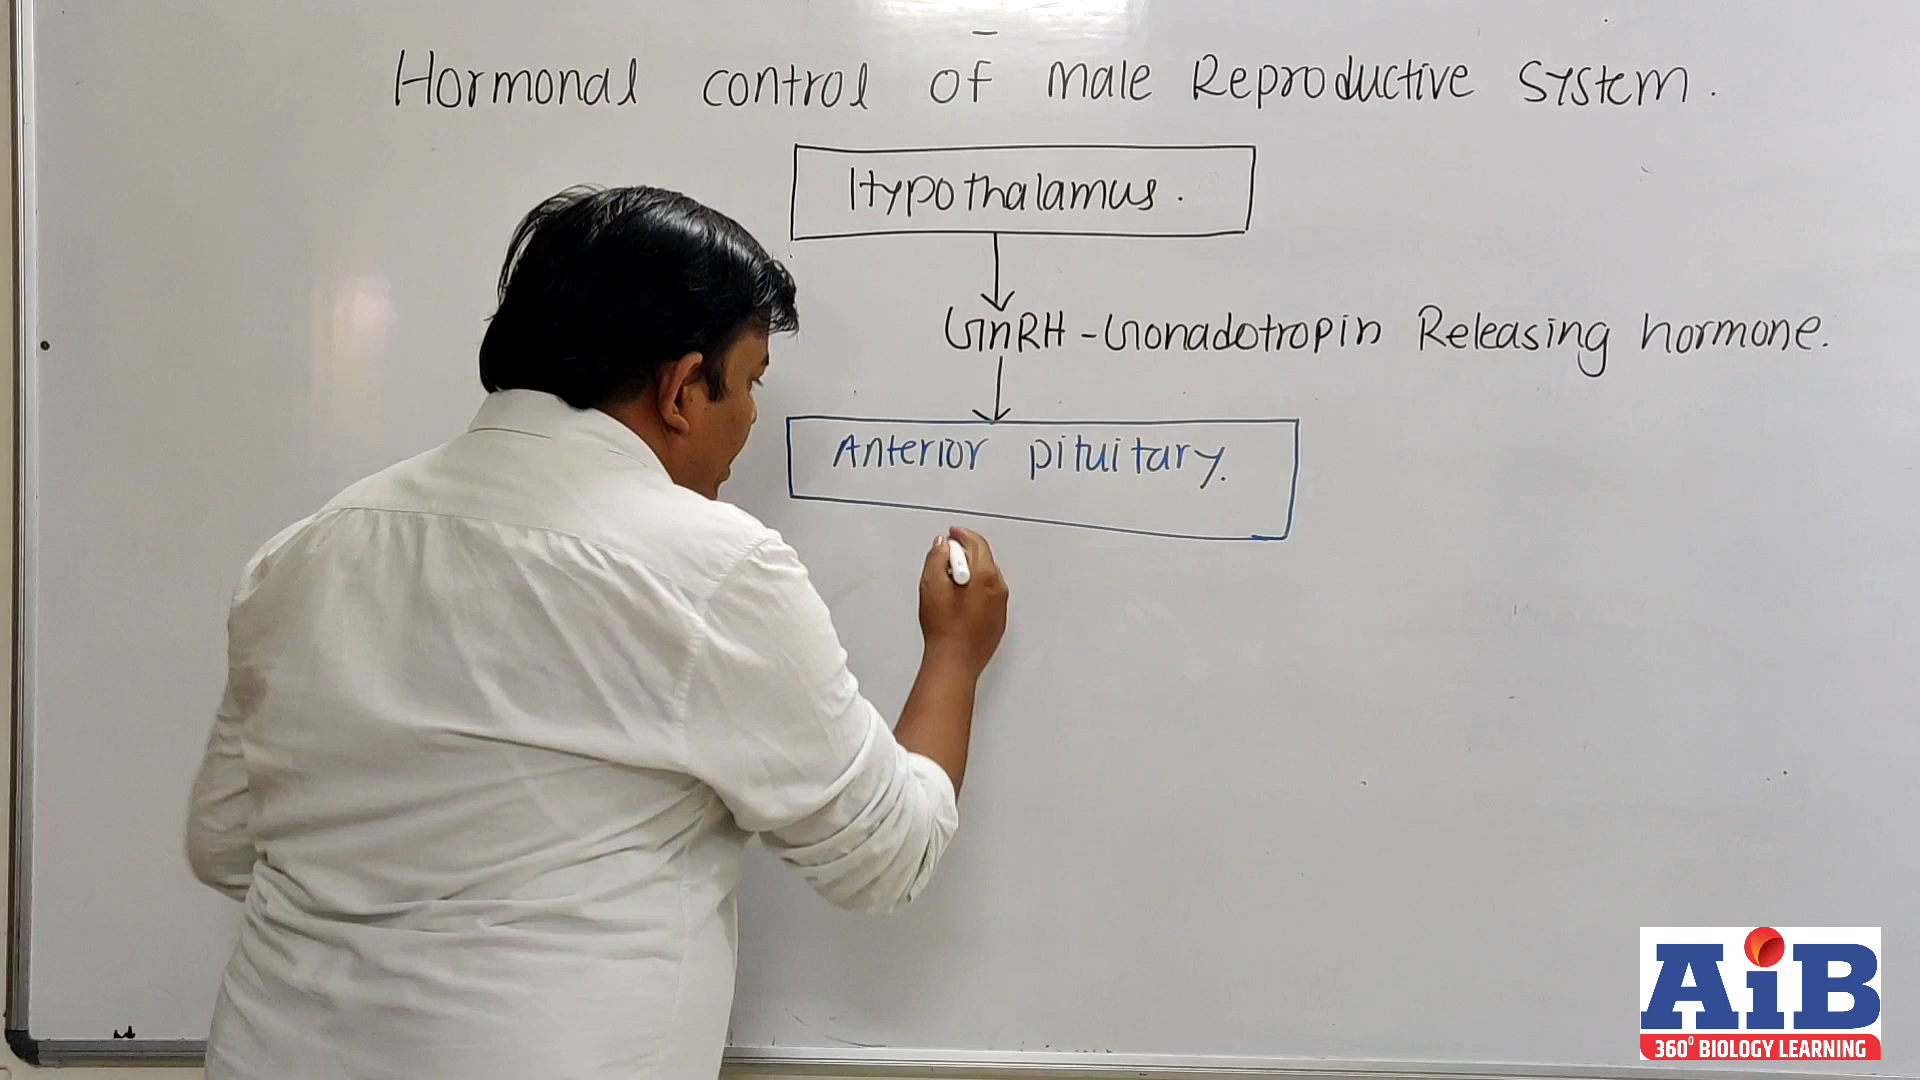 Hormonal control of male Reproductive System.
Hypothalamus.
GnRH - Gonadotropin Releasing hormone.
Anterior pituitary.
AiB
360° BIOLOGY LEARNING